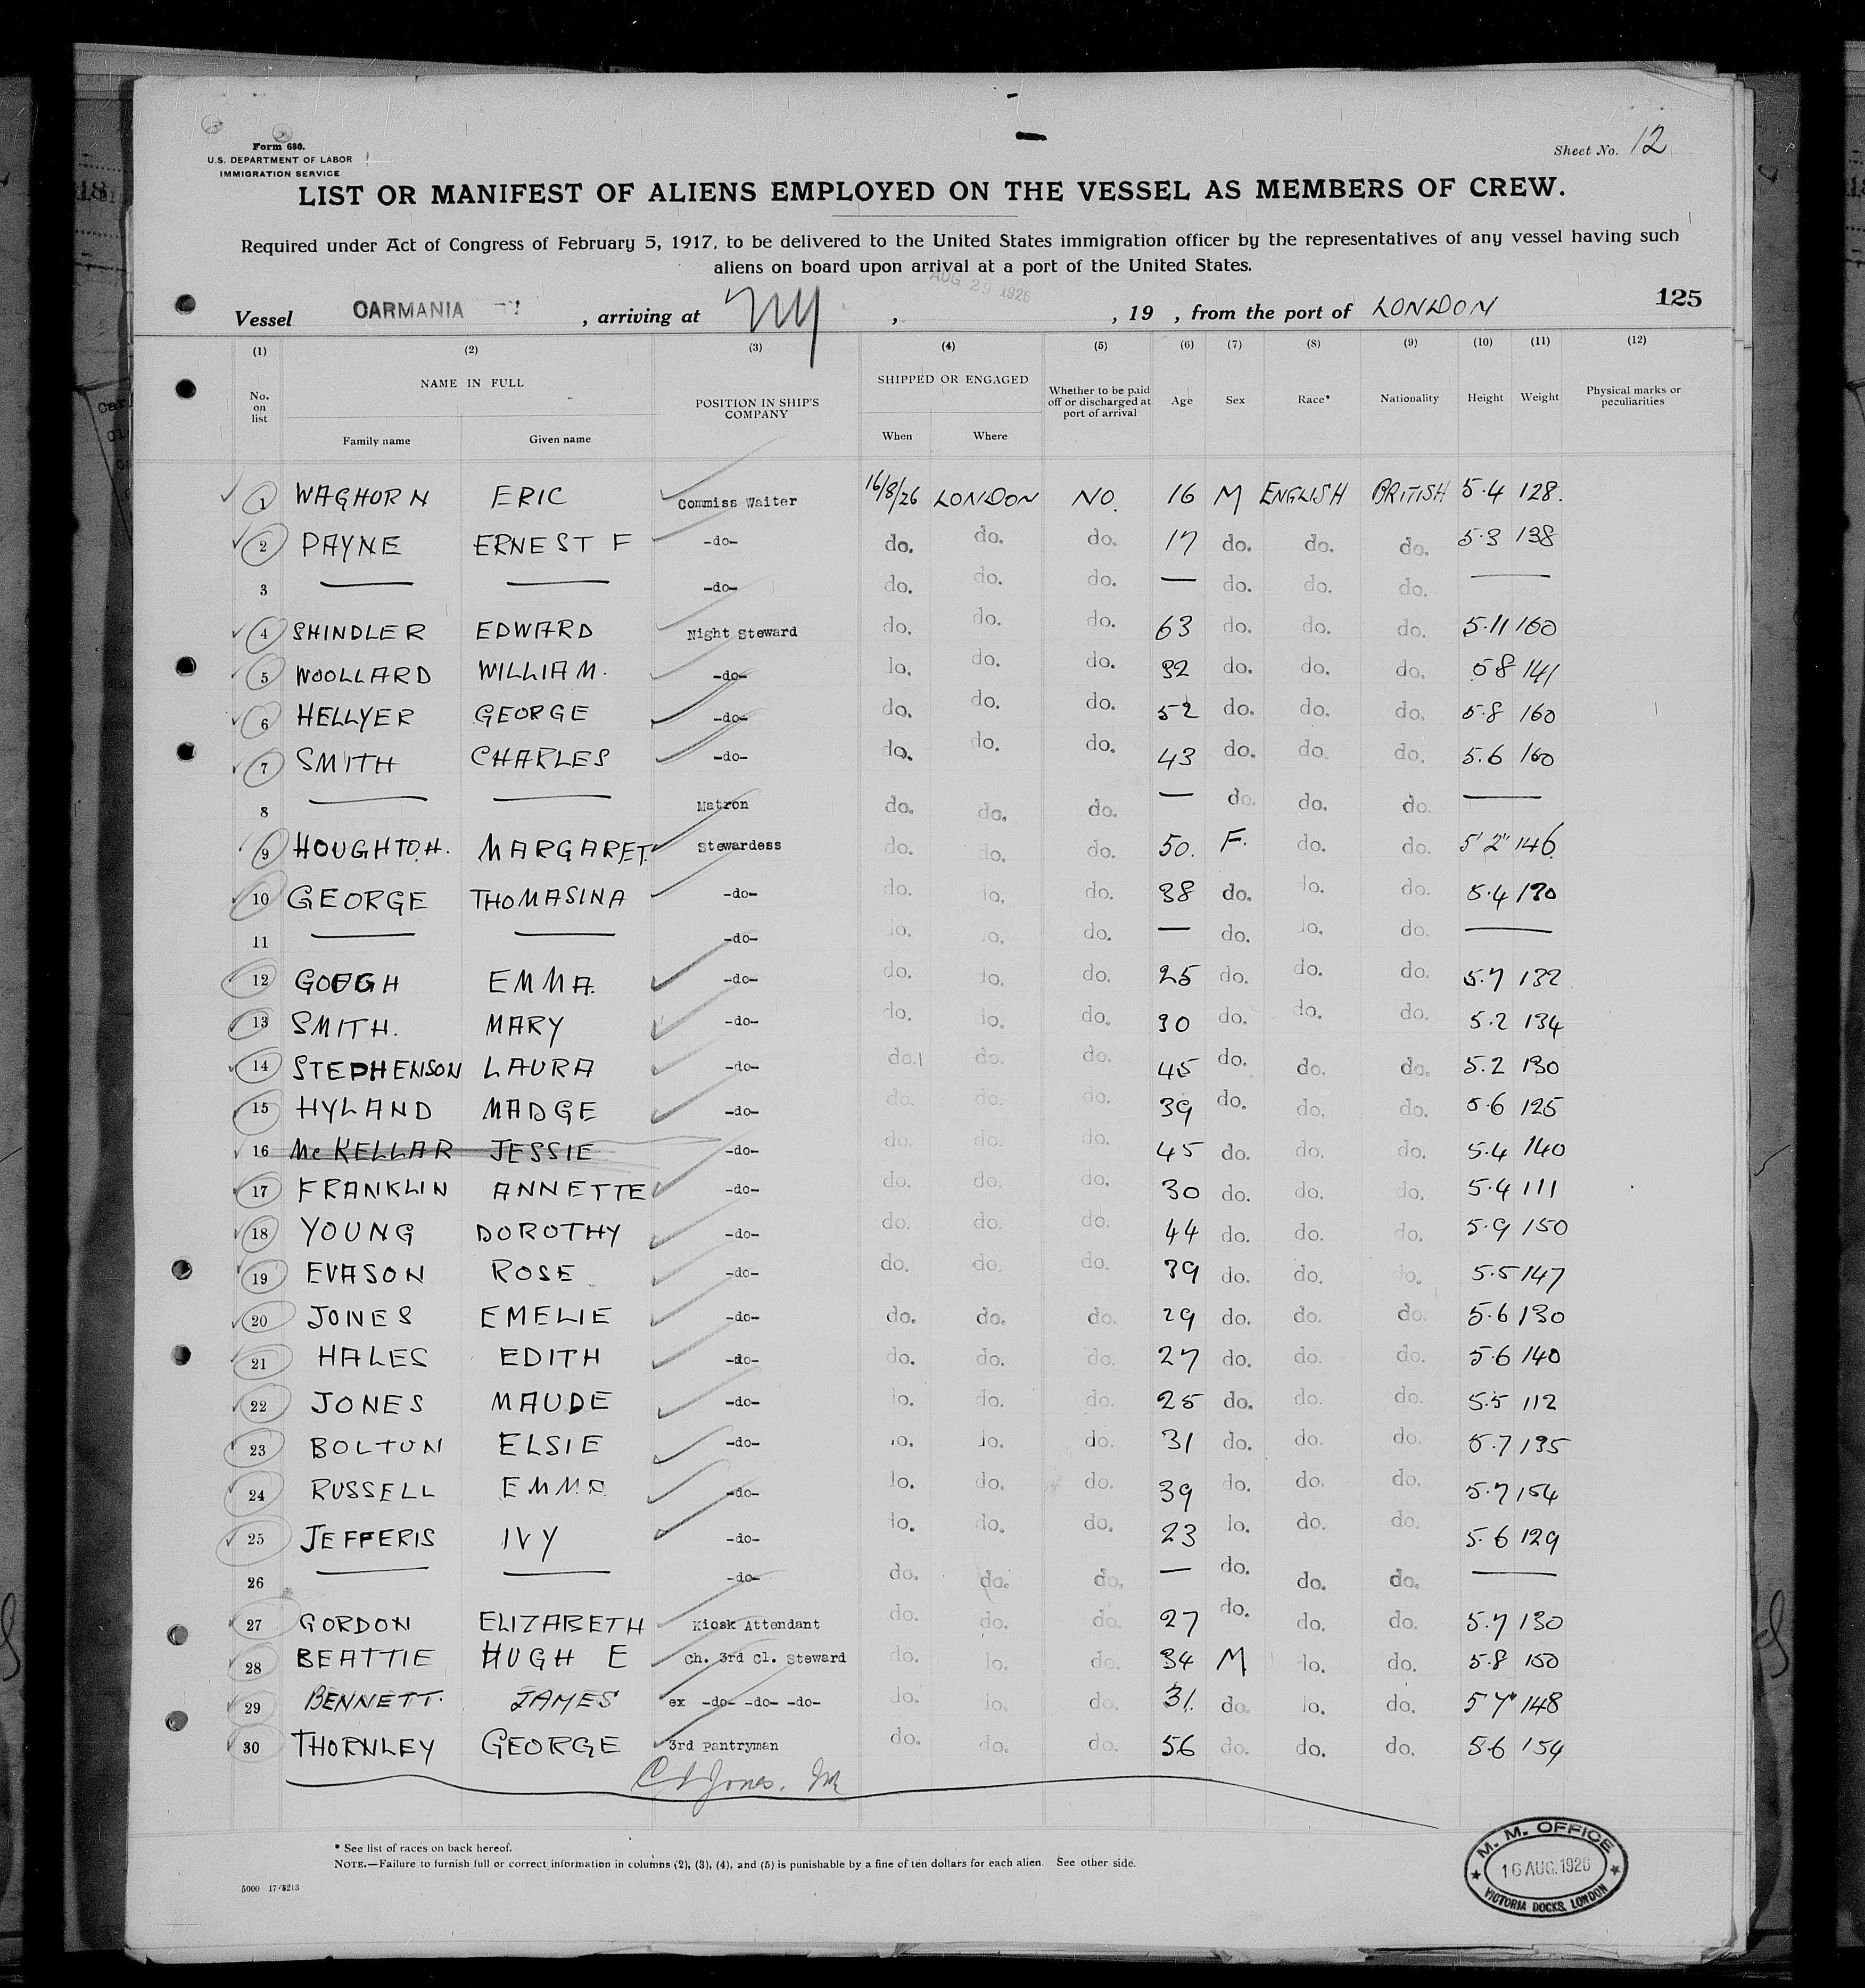 Form 680.
U.S. DEPARTMENT OF LABOR
IMMIGRATION SERVICE
Sheet No. 12
LIST OR MANIFEST OF ALIENS EMPLOYED ON THE VESSEL AS MEMBERS OF CREW.
Required under Act of Congress of February 5, 1917, to be delivered to the United States immigration officer by the representatives of any vessel having such
aliens on board upon arrival at a port of the United States.
AUG 29 1926
125
Vessel CARMANIA , arriving at NY , , 19 , from the port of LONDON
(1) (2) (3) (4) (5) (6) (7) (8) (9) (10) (11) (12)
No. on list NAME IN FULL Family name Given name POSITION IN SHIP'S COMPANY SHIPPED OR ENGAGED When Where Whether to be paid off or discharged at port of arrival Age Sex Race* Nationality Height Weight Physical marks or peculiarities
1 WAGHORN ERIC Commiss Waiter 16/8/26 LONDON NO. 16 M ENGLISH BRITISH 5.4 128.
2 PAYNE ERNEST F -do- do. do. do. 17 do. do. do. 5.3 138
3 — — -do- do. do. do. — do. do. do. —
4 SHINDLER EDWARD Night Steward do. do. do. 63 do. do. do. 5.11 160
5 WOOLLARD WILLIAM. -do- do. do. do. 32 do. do. do. 5 8 141
6 HELLYER GEORGE -do- do. do. do. 52 do. do. do. 5.8 160
7 SMITH CHARLES -do- do. do. do. 43 do. do. do. 5.6 160
8 — — Matron do. do. do. — do. do. do. —
9 HOUGHTON. MARGARET. Stewardess do. do. do. 50. F. do. do. 5' 2" 146.
10 GEORGE THOMASINA -do- do. do. do. 38 do. do. do. 5.4 130
11 — — -do- do. do. do. — do. do. do. —
12 GOUGH EMMA. -do- do. do. do. 25 do. do. do. 5.7 132
13 SMITH. MARY -do- do. do. do. 30 do. do. do. 5.2 134
14 STEPHENSON LAURA -do- do. do. do. 45 do. do. do. 5.2 130
15 HYLAND MADGE -do- do. do. do. 39 do. do. do. 5.6 125
16 McKELLAR JESSIE -do- do. do. do. 45 do. do. do. 5.4 140
17 FRANKLIN ANNETTE -do- do. do. do. 30 do. do. do. 5.4 111
18 YOUNG DOROTHY -do- do. do. do. 44 do. do. do. 5.9 150
19 EVASON ROSE -do- do. do. do. 39 do. do. do. 5.5 147
20 JONES EMELIE -do- do. do. do. 29 do. do. do. 5.6 130
21 HALES EDITH -do- do. do. do. 27 do. do. do. 5.6 140
22 JONES MAUDE -do- do. do. do. 25 do. do. do. 5.5 112
23 BOLTON ELSIE -do- do. do. do. 31 do. do. do. 5.7 135
24 RUSSELL EMMA -do- do. do. do. 39 do. do. do. 5.7 154
25 JEFFERIS IVY -do- do. do. do. 23 do. do. do. 5.6 129
26 — — -do- do. do. do. — do. do. do. —
27 GORDON ELIZABETH Kiosk Attendant do. do. do. 27 do. do. do. 5.7 130
28 BEATTIE HUGH E Ch. 3rd Cl. Steward do. do. do. 34 M do. do. 5.8 150
29 BENNETT. JAMES ex -do- -do- -do- do. do. do. 31. do. do. do. 5 7" 148
30 THORNLEY GEORGE 3rd Pantryman do. do. do. 56 do. do. do. 5 6 154
Jones.
* See list of races on back hereof.
NOTE.—Failure to furnish full or correct information in columns (2), (3), (4), and (5) is punishable by a fine of ten dollars for each alien. See other side.
5000 17/8213
M. M. OFFICE
16 AUG. 1926
VICTORIA DOCKS, LONDON